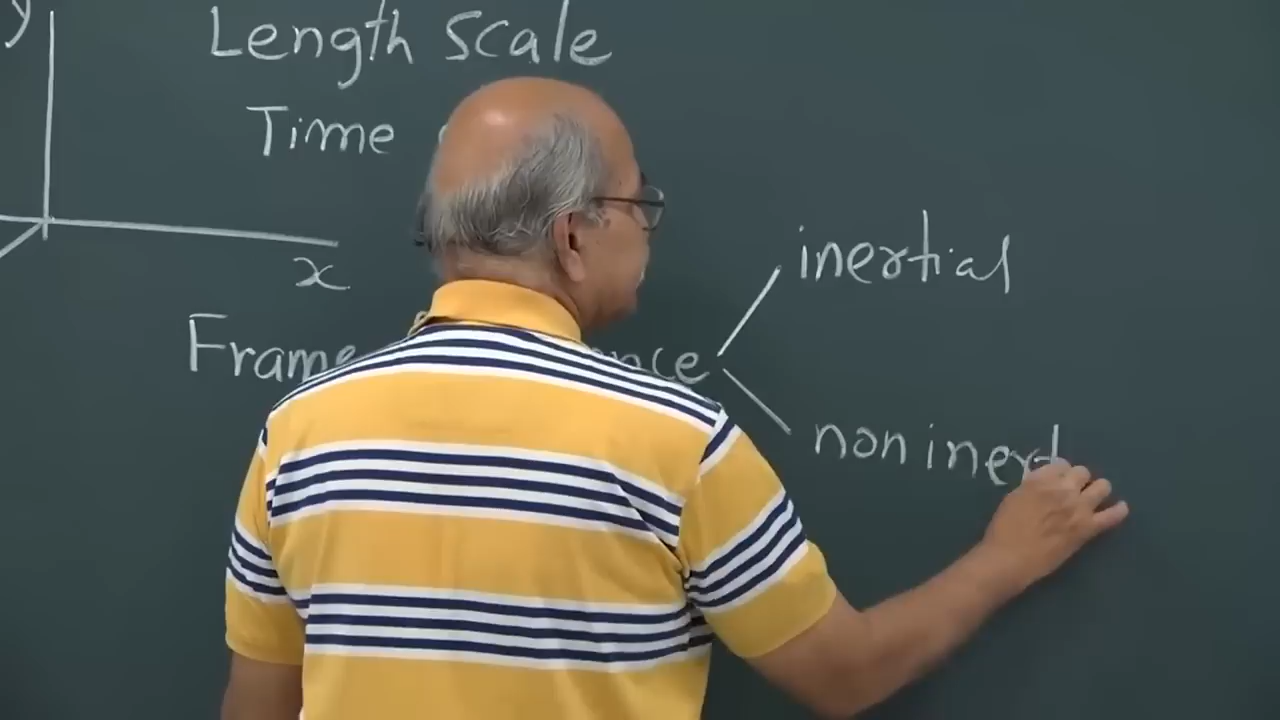 y
Length Scale
Time
x
inertial
Frame
noninert